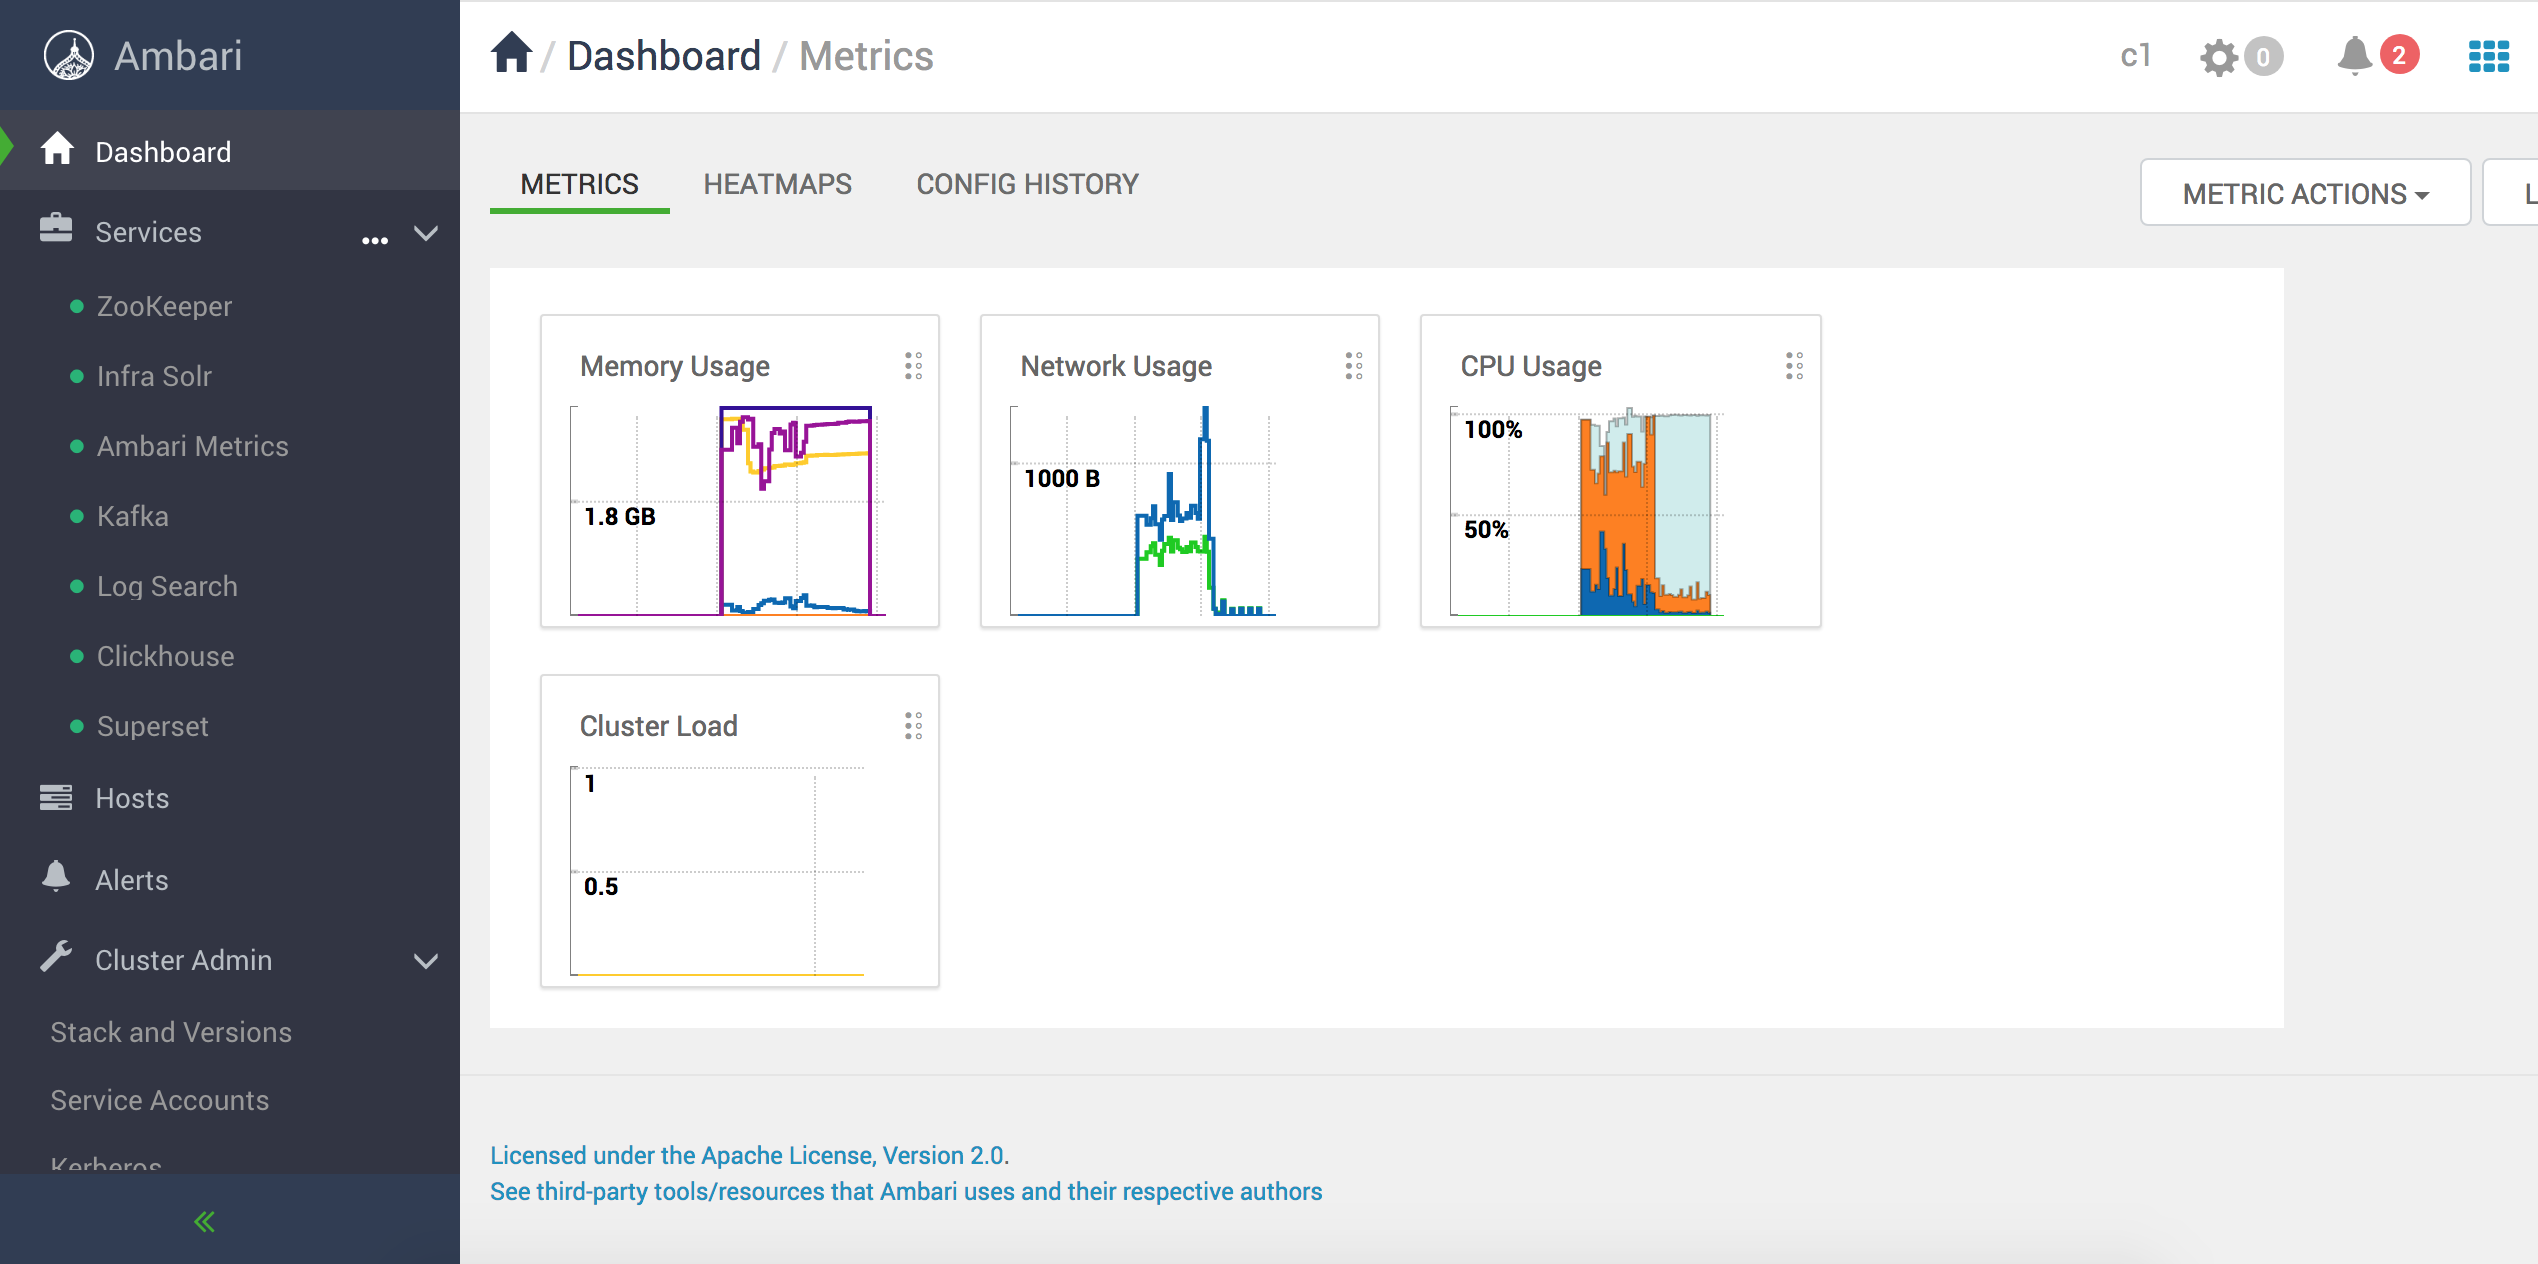 Ambari
Dashboard
Services
ZooKeeper
Infra Solr
Ambari Metrics
Kafka
Log Search
Clickhouse
Superset
Hosts
Alerts
Cluster Admin
Stack and Versions
Service Accounts
Kerberos
/ Dashboard / Metrics
c1
0
2
METRICS
HEATMAPS
CONFIG HISTORY
METRIC ACTIONS
L
Memory Usage
1.8 GB
Network Usage
1000 B
CPU Usage
100%
50%
Cluster Load
1
0.5
Licensed under the Apache License, Version 2.0.
See third-party tools/resources that Ambari uses and their respective authors